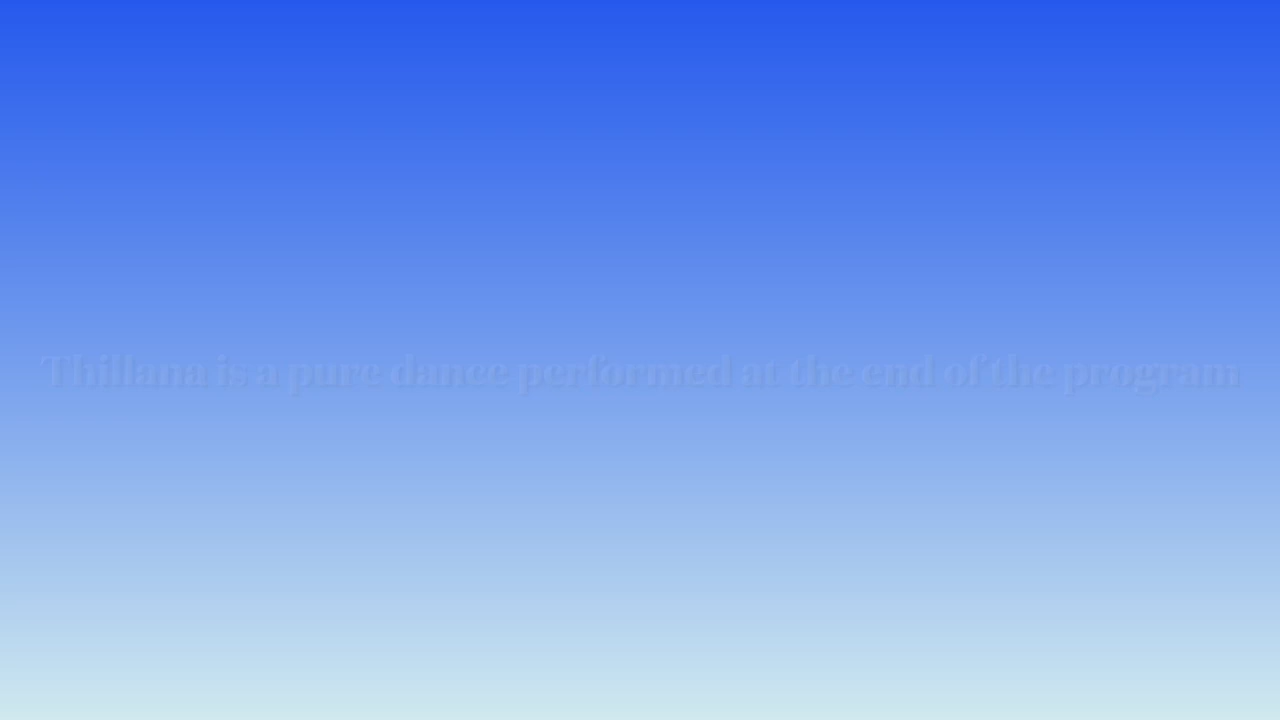 Thillana is a pure dance performed at the end of the program